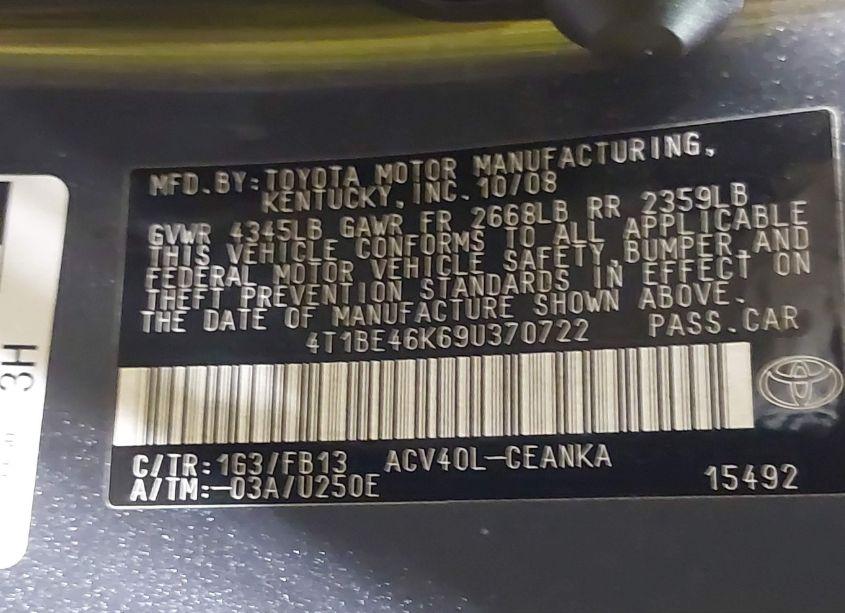 MFD.BY:TOYOTA MOTOR MANUFACTURING,
KENTUCKY, INC. 10/08
GVWR 4345LB GAWR FR 2668LB RR 2359LB
THIS VEHICLE CONFORMS TO ALL APPLICABLE
FEDERAL MOTOR VEHICLE SAFETY,BUMPER AND
THEFT PREVENTION STANDARDS IN EFFECT ON
THE DATE OF MANUFACTURE SHOWN ABOVE.
4T1BE46K69U370722 PASS.CAR
C/TR:1G3/FB13 ACV40L-CEANKA
A/TM:-03A/U250E 15492
3H